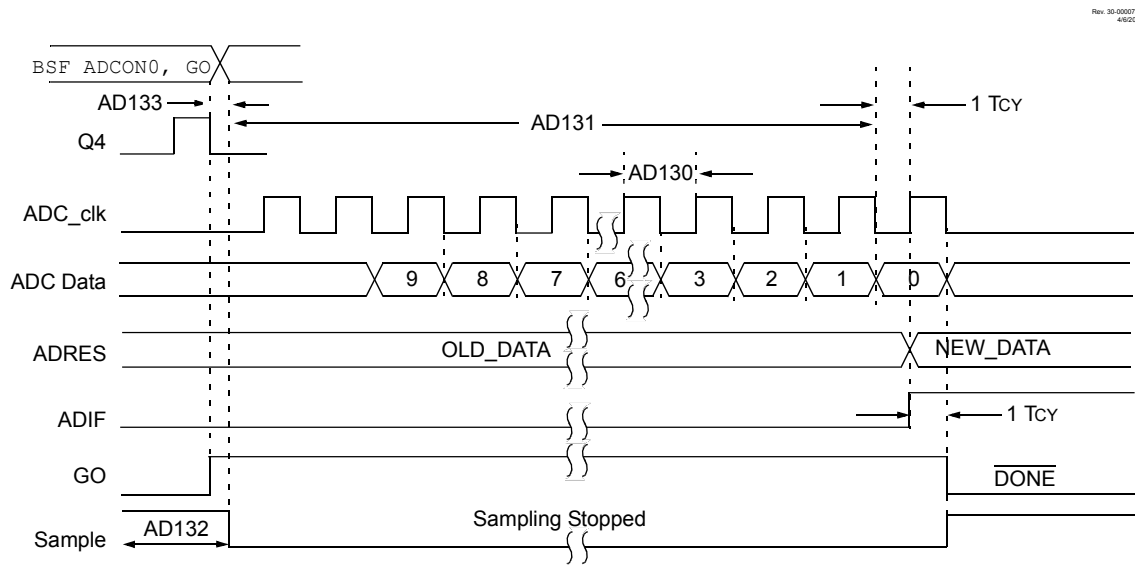 Rev. 30-00007
4/6/20
BSF ADCON0, GO
AD133
1 TCY
AD131
Q4
AD130
ADC_clk
ADC Data 9 8 7 6 3 2 1 0
ADRES OLD_DATA NEW_DATA
ADIF 1 TCY
GO DONE
Sample AD132 Sampling Stopped